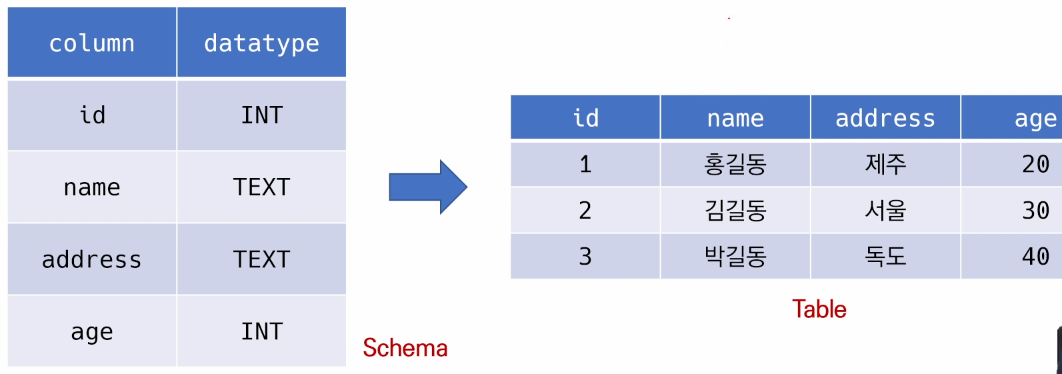 column datatype
id INT
name TEXT
address TEXT
age INT
Schema
id name address age
1 홍길동 제주 20
2 김길동 서울 30
3 박길동 독도 40
Table